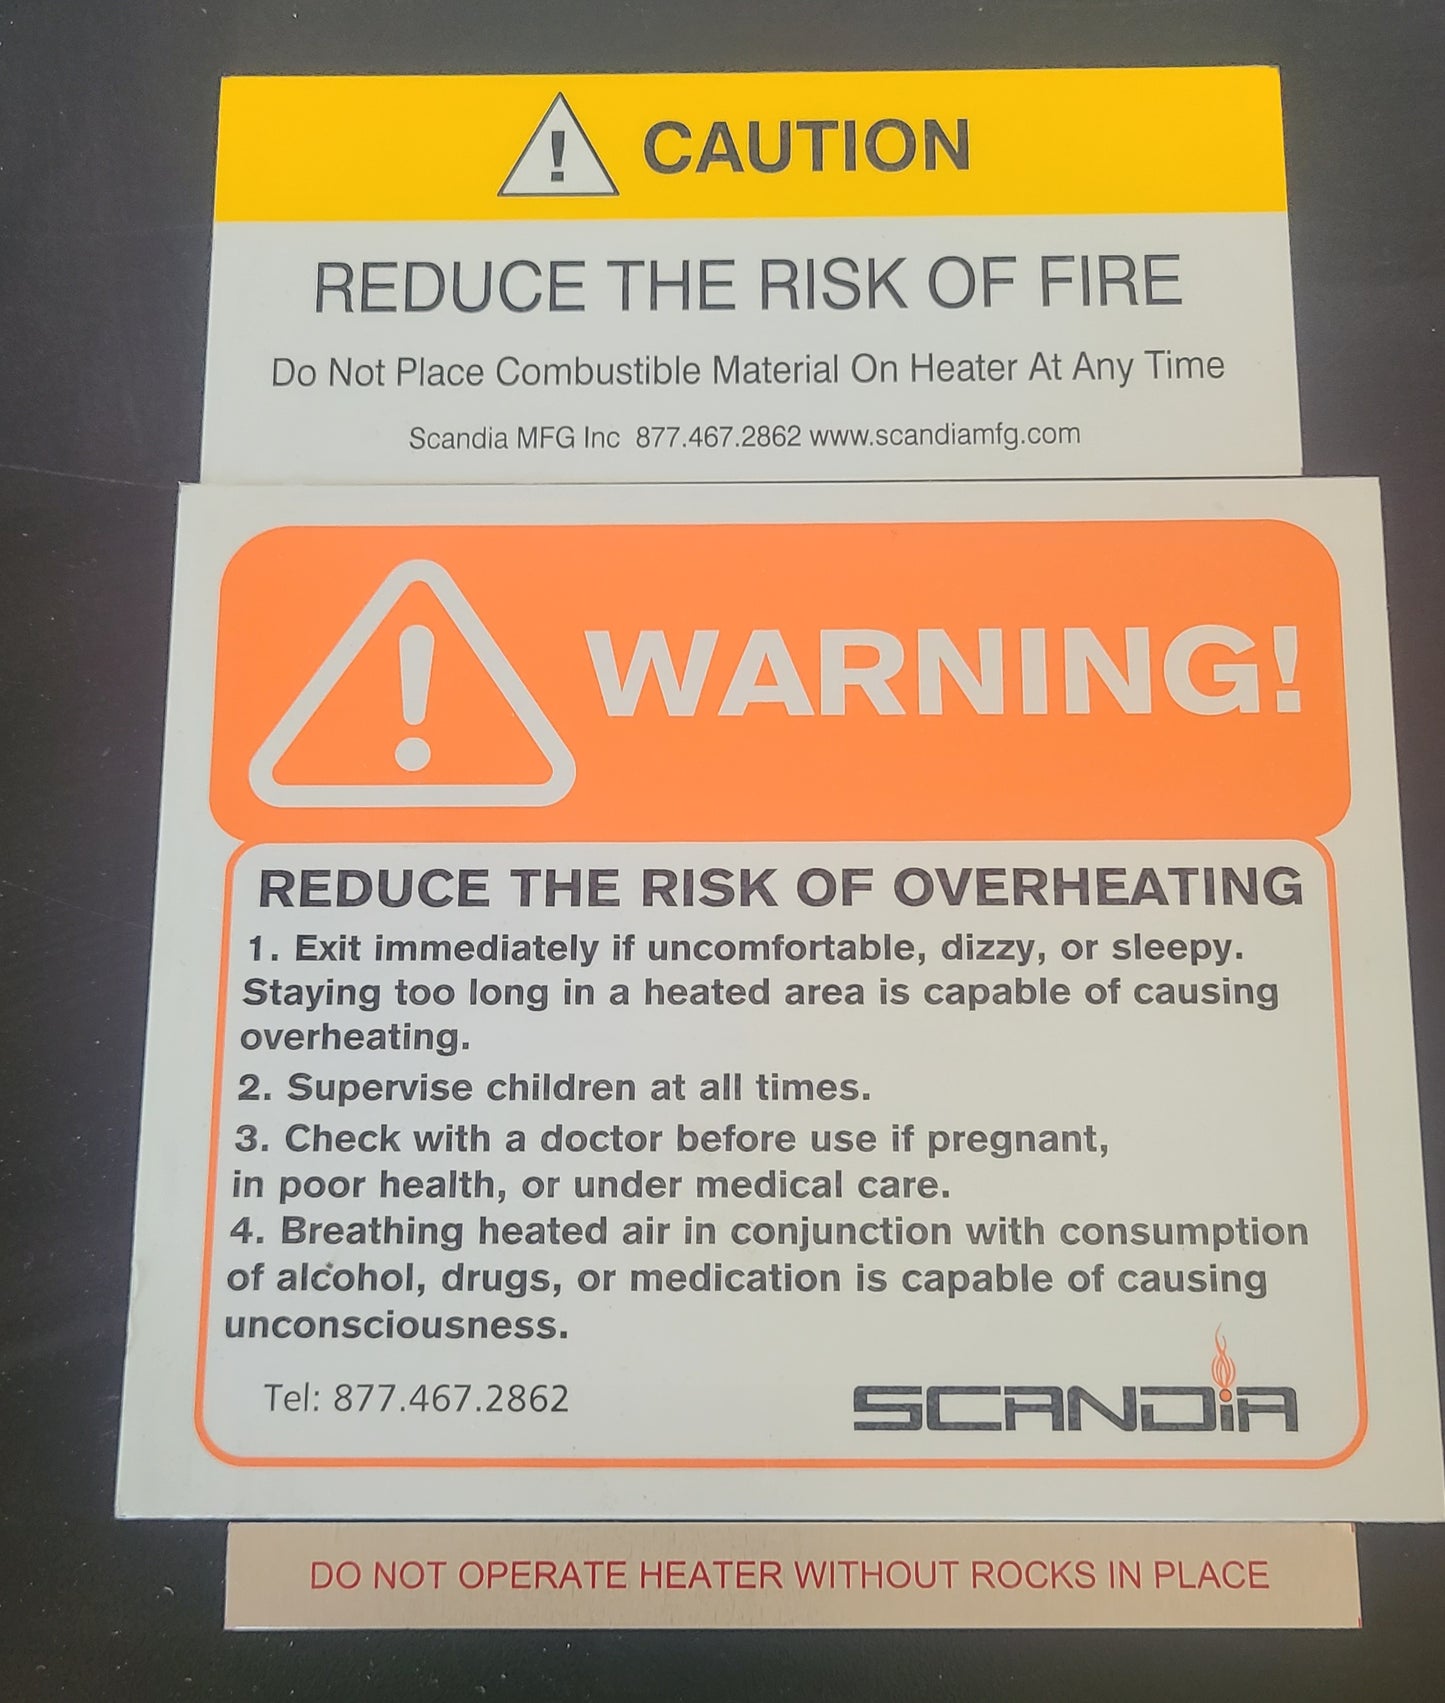 ! CAUTION
REDUCE THE RISK OF FIRE
Do Not Place Combustible Material On Heater At Any Time
Scandia MFG Inc 877.467.2862 www.scandiamfg.com
! WARNING!
REDUCE THE RISK OF OVERHEATING
1. Exit immediately if uncomfortable, dizzy, or sleepy.
Staying too long in a heated area is capable of causing
overheating.
2. Supervise children at all times.
3. Check with a doctor before use if pregnant,
in poor health, or under medical care.
4. Breathing heated air in conjunction with consumption
of alcohol, drugs, or medication is capable of causing
unconsciousness.
Tel: 877.467.2862 SCANDiA
DO NOT OPERATE HEATER WITHOUT ROCKS IN PLACE